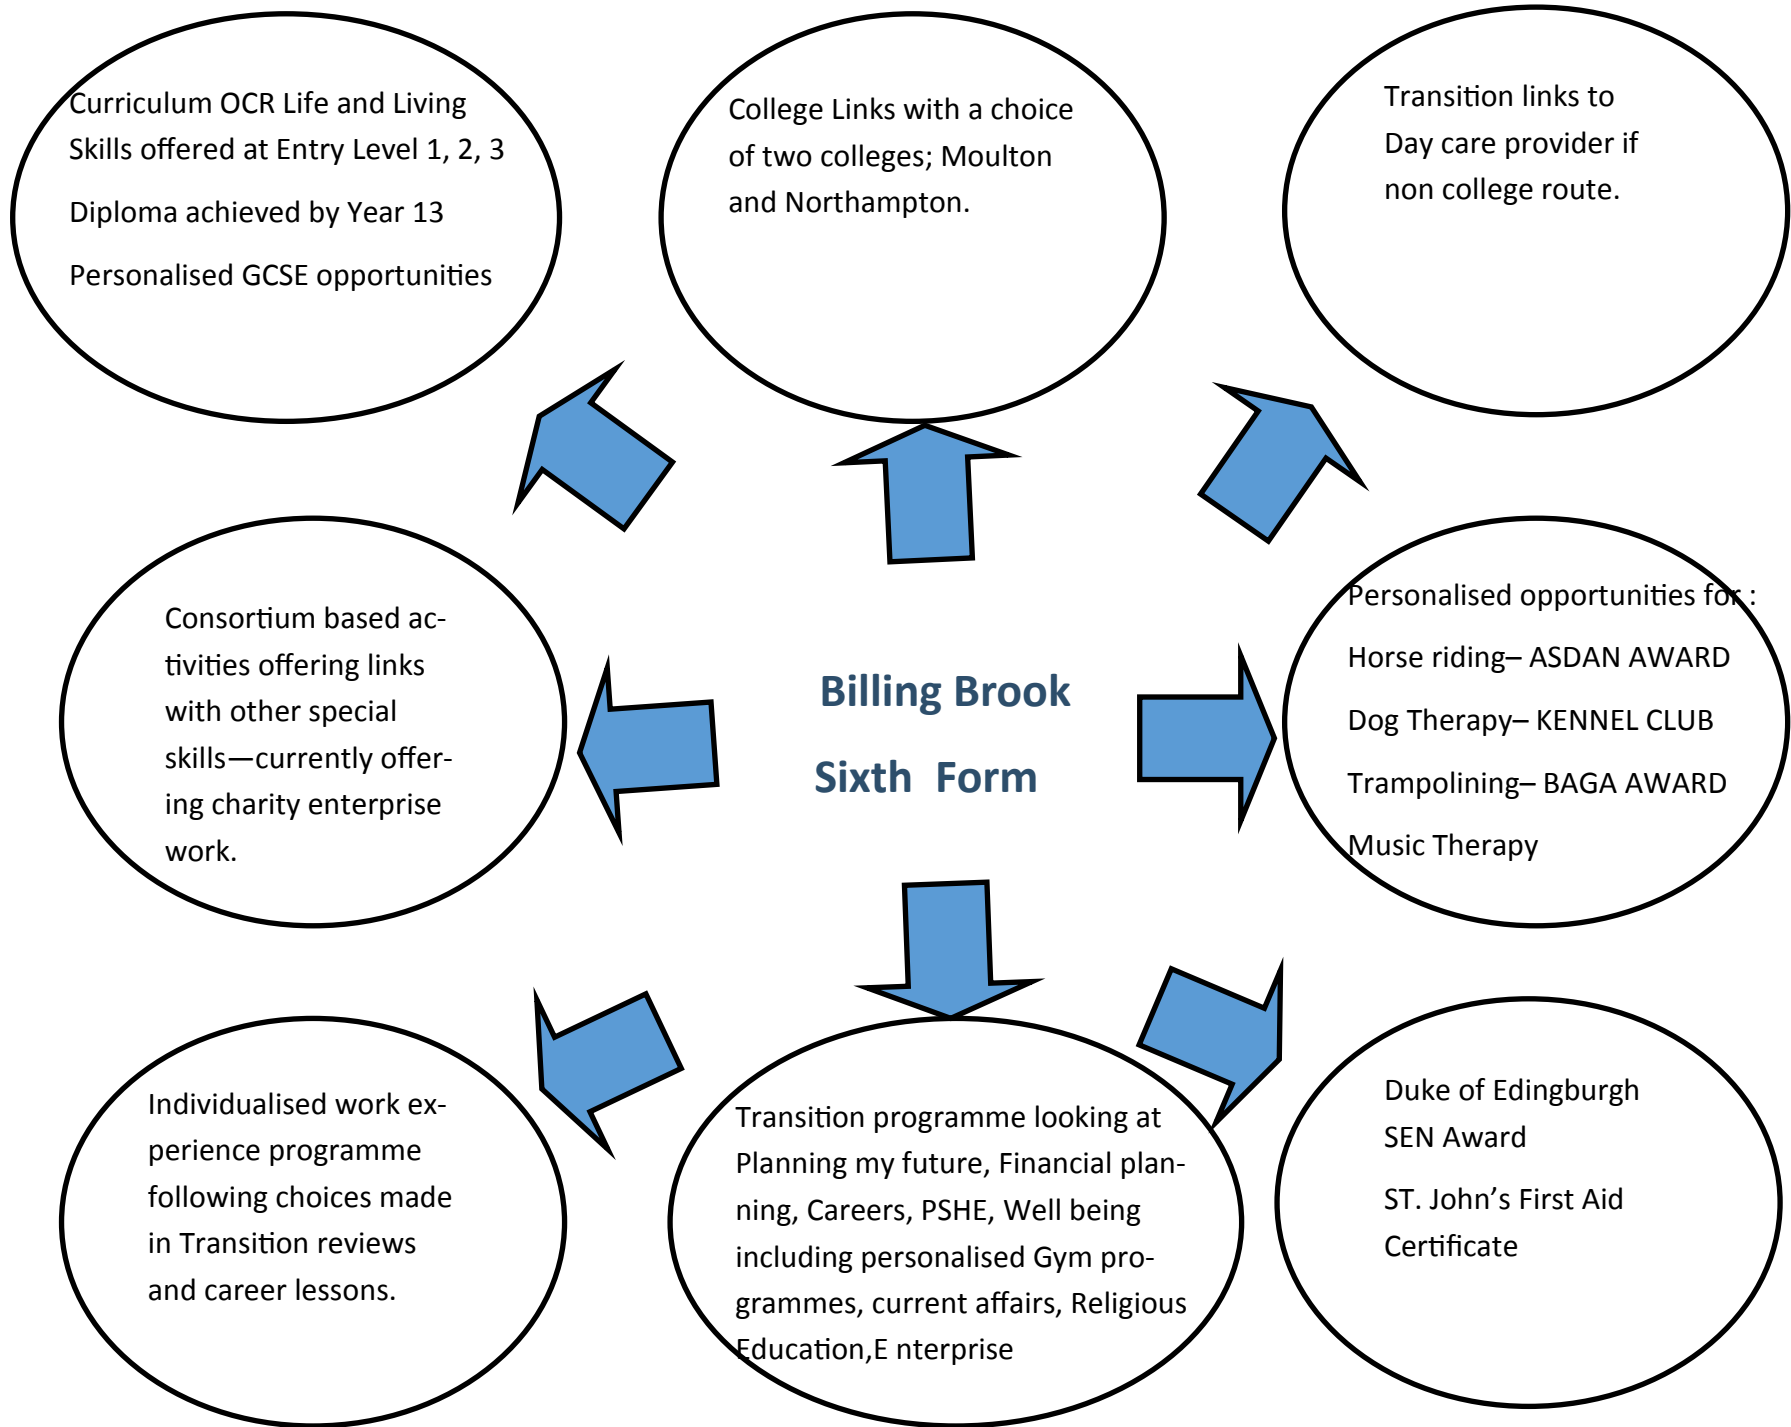 Curriculum OCR Life and Living
Skills offered at Entry Level 1, 2, 3
Diploma achieved by Year 13
Personalised GCSE opportunities
College Links with a choice
of two colleges; Moulton
and Northampton.
Transition links to
Day care provider if
non college route.
Consortium based ac-
tivities offering links
with other special
skills—currently offer-
ing charity enterprise
work.
Billing Brook
Sixth Form
Personalised opportunities for :
Horse riding– ASDAN AWARD
Dog Therapy– KENNEL CLUB
Trampolining– BAGA AWARD
Music Therapy
Individualised work ex-
perience programme
following choices made
in Transition reviews
and career lessons.
Transition programme looking at
Planning my future, Financial plan-
ning, Careers, PSHE, Well being
including personalised Gym pro-
grammes, current affairs, Religious
Education,E nterprise
Duke of Edingburgh
SEN Award
ST. John’s First Aid
Certificate